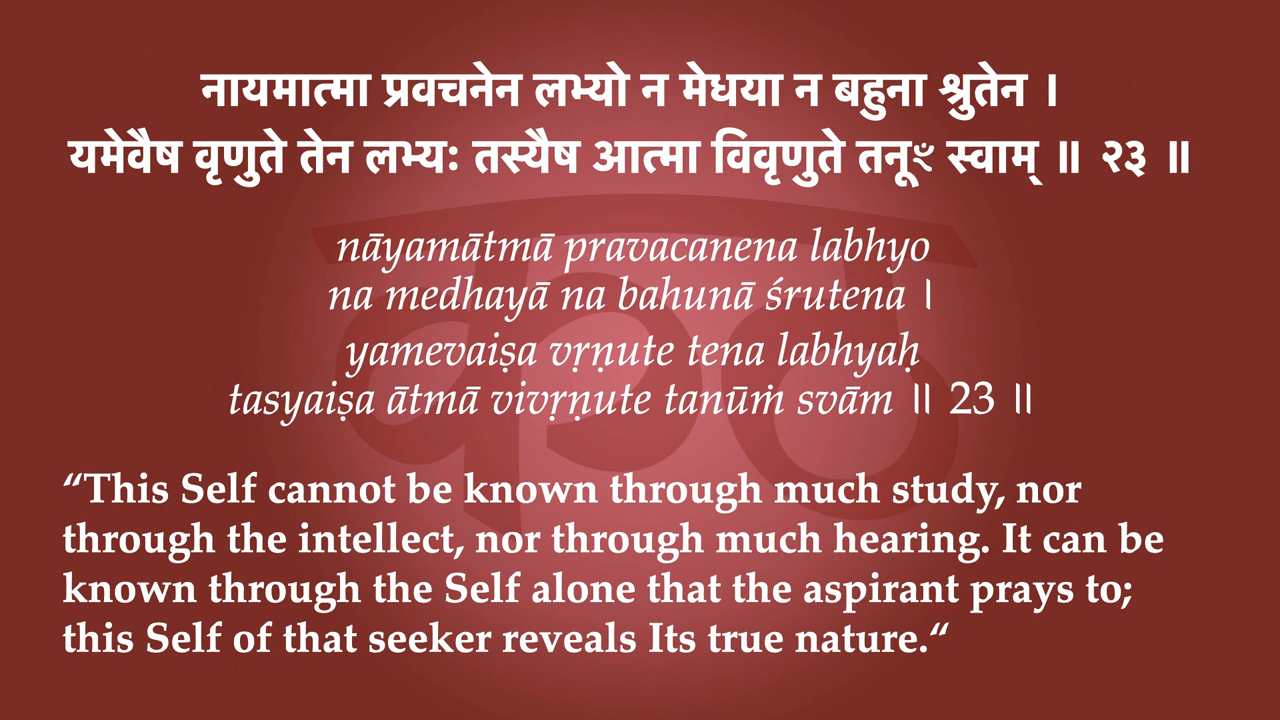 नायमात्मा प्रवचनेन लभ्यो न मेधया न बहुना श्रुतेन ।
यमेवैष वृणुते तेन लभ्यः तस्यैष आत्मा विवृणुते तनूꣳ स्वाम् ॥ २३ ॥
nāyamātmā pravacanena labhyo
na medhayā na bahunā śrutena ।
yamevaiṣa vṛṇute tena labhyaḥ
tasyaiṣa ātmā vivṛṇute tanūṁ svām ॥ 23 ॥
“This Self cannot be known through much study, nor
through the intellect, nor through much hearing. It can be
known through the Self alone that the aspirant prays to;
this Self of that seeker reveals Its true nature.“